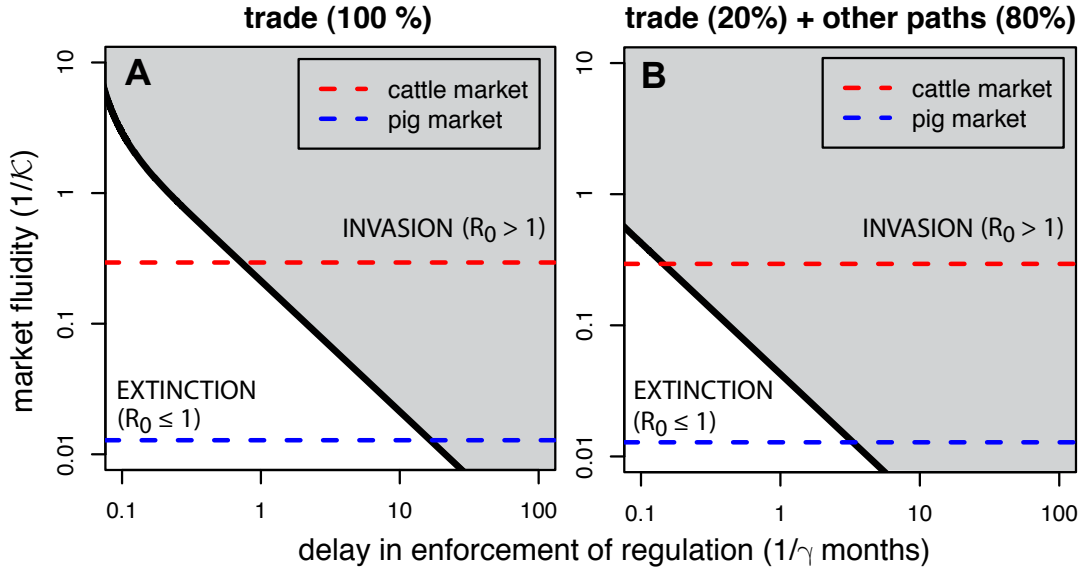 trade (100 %)
trade (20%) + other paths (80%)
A
cattle market
pig market
INVASION (R0 > 1)
EXTINCTION
(R0 ≤ 1)
10
1
0.1
0.01
0.1
1
10
100
market fluidity (1/𝒦)
B
cattle market
pig market
INVASION (R0 > 1)
EXTINCTION
(R0 ≤ 1)
10
1
0.1
0.01
0.1
1
10
100
delay in enforcement of regulation (1/γ months)